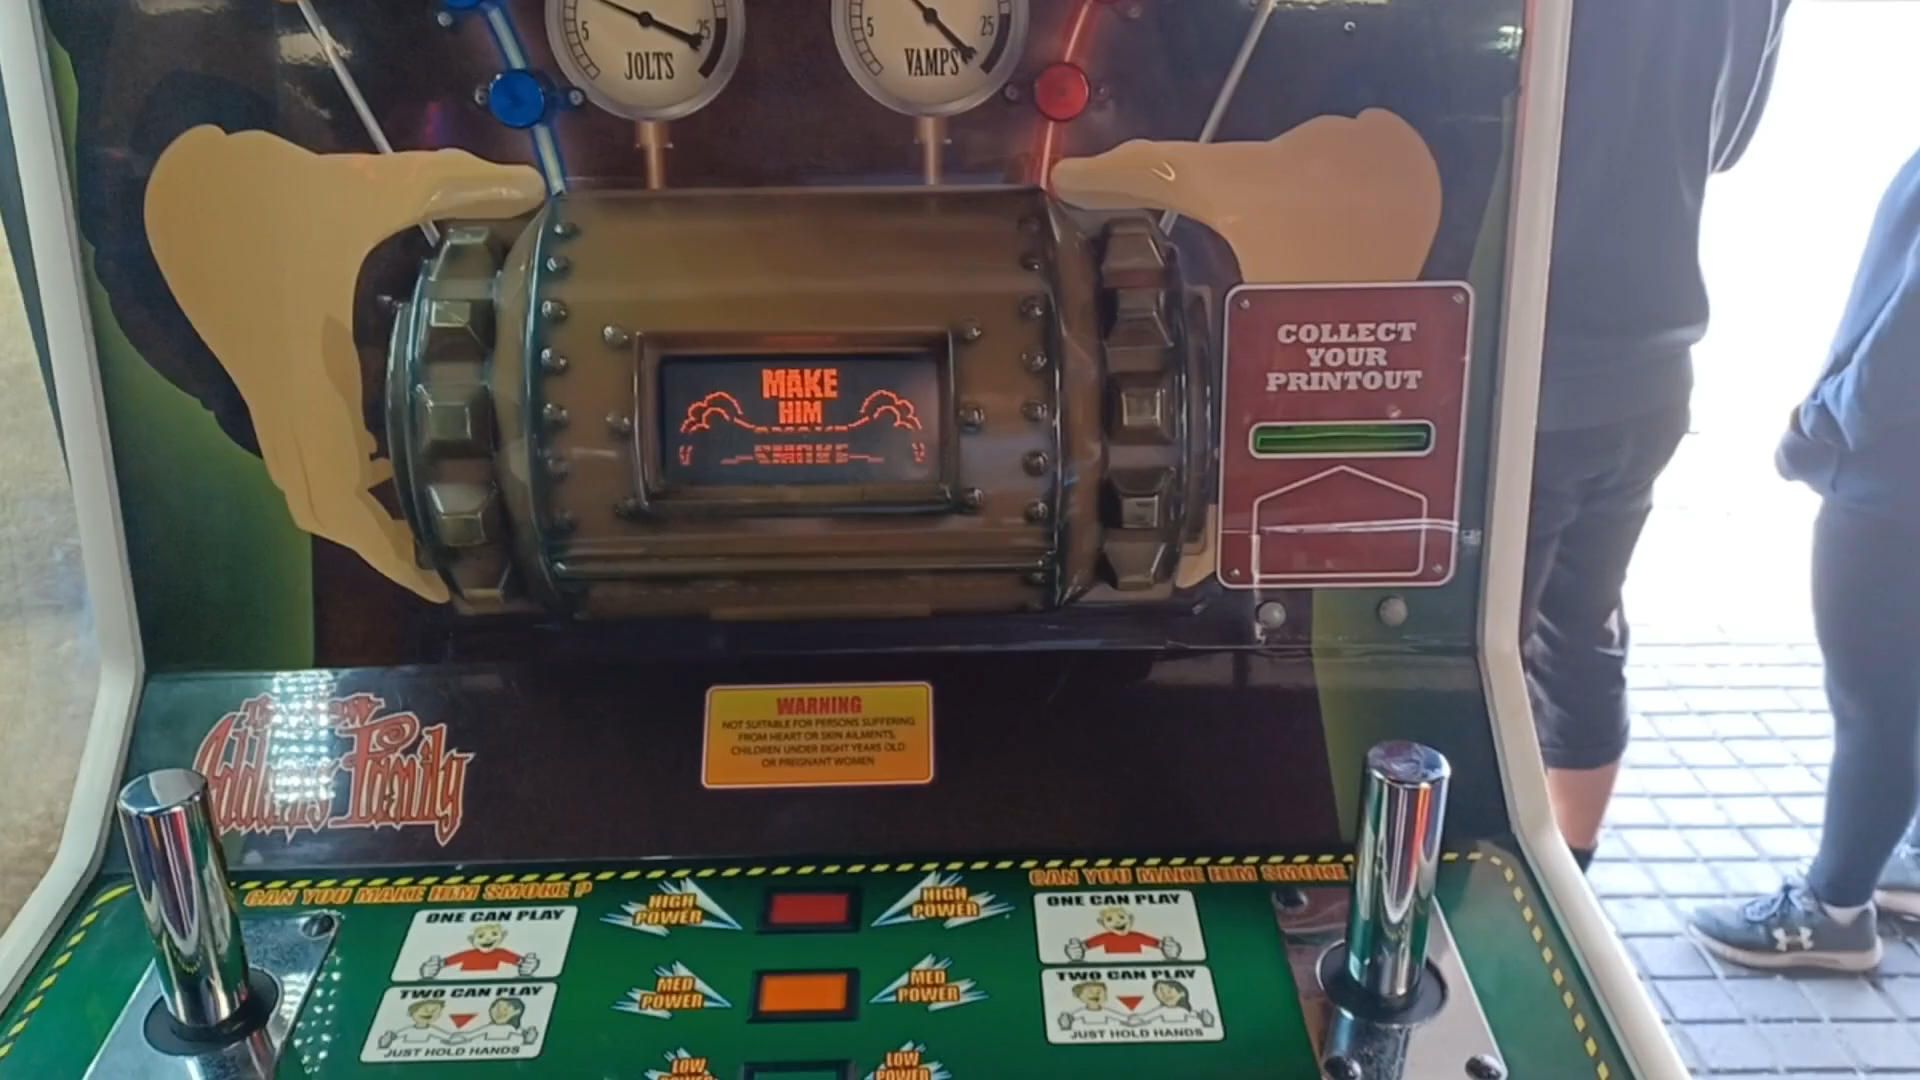 5
25
JOLTS
5
25
VAMPS
MAKE
HIM
SMOKE
COLLECT
YOUR
PRINTOUT
WARNING
NOT SUITABLE FOR PERSONS SUFFERING
FROM HEART OR SKIN AILMENTS,
CHILDREN UNDER EIGHT YEARS OLD
OR PREGNANT WOMEN
Addams Family
CAN YOU MAKE HIM SMOKE ?
CAN YOU MAKE HIM SMOKE
ONE CAN PLAY
HIGH
POWER
HIGH
POWER
ONE CAN PLAY
TWO CAN PLAY
JUST HOLD HANDS
MED
POWER
MED
POWER
TWO CAN PLAY
JUST HOLD HANDS
LOW
POWER
LOW
POWER